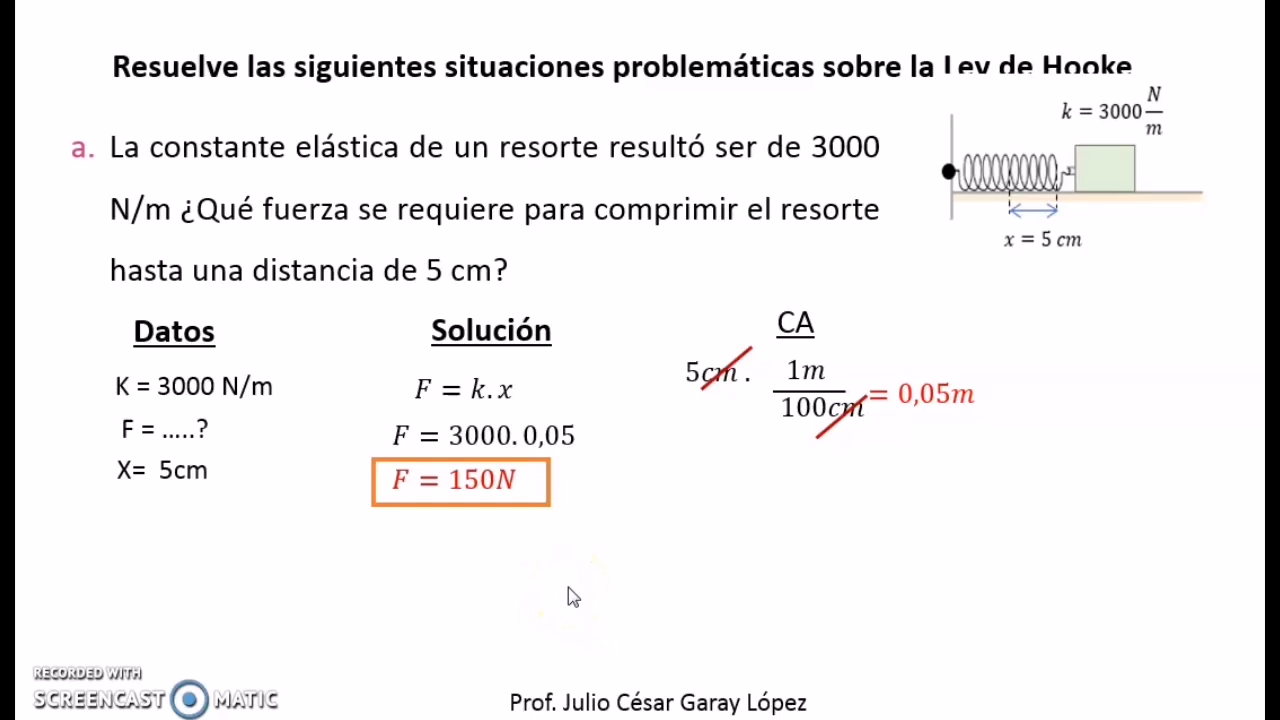 Resuelve las siguientes situaciones problemáticas sobre la Ley de Hooke
k = 3000 N/m
a. La constante elástica de un resorte resultó ser de 3000
N/m ¿Qué fuerza se requiere para comprimir el resorte
hasta una distancia de 5 cm?
x = 5 cm
Datos
K = 3000 N/m
F = .....?
X= 5cm
Solución
F = k.x
F = 3000.0,05
F = 150N
CA
5cm . 1m/100cm = 0,05m
RECORDED WITH
SCREENCAST MATIC
Prof. Julio César Garay López